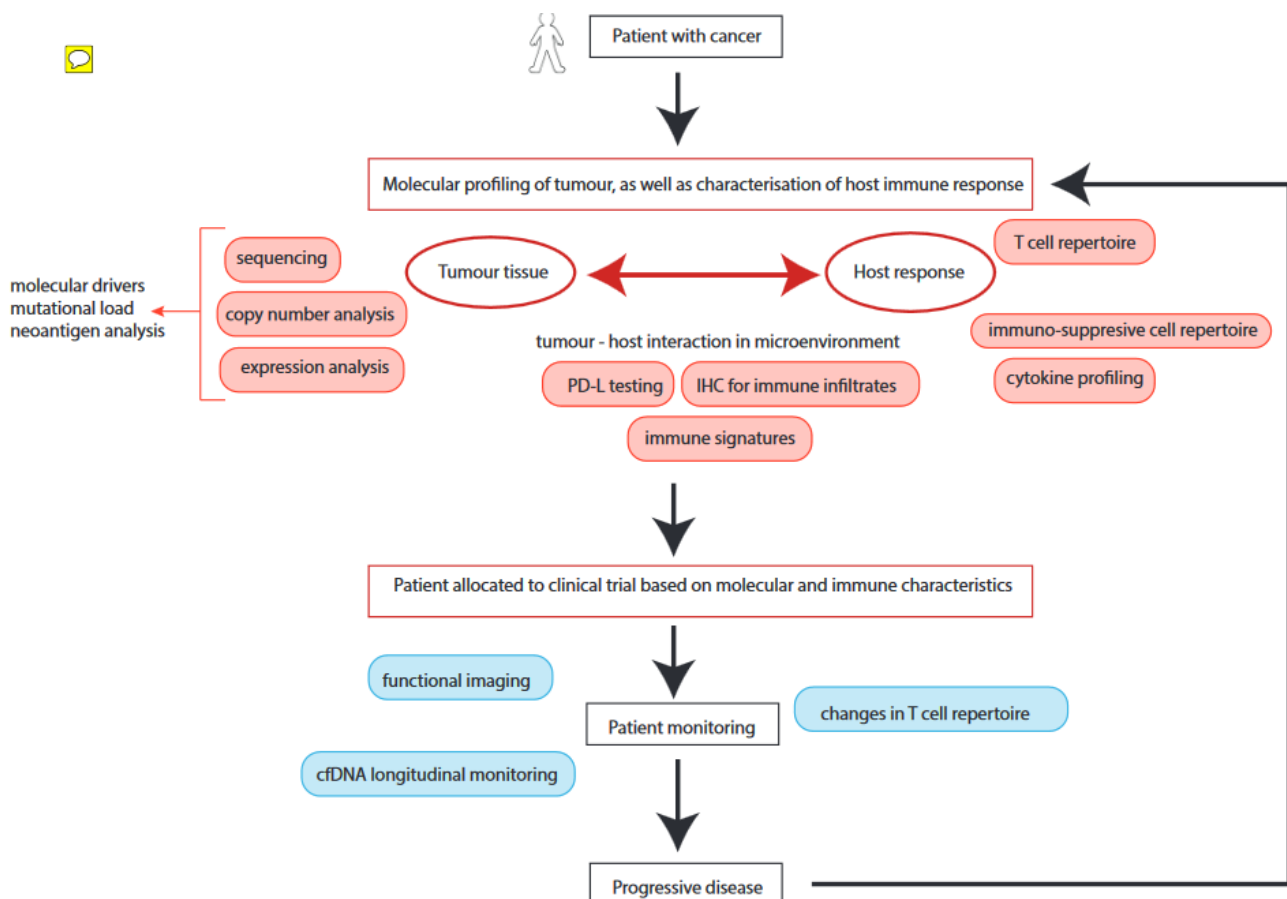 Patient with cancer
Molecular profiling of tumour, as well as characterisation of host immune response
T cell repertoire
sequencing
Tumour tissue
Host response
molecular drivers
mutational load
neoantigen analysis
copy number analysis
immuno-suppresive cell repertoire
tumour - host interaction in microenvironment
expression analysis
PD-L testing
IHC for immune infiltrates
cytokine profiling
immune signatures
Patient allocated to clinical trial based on molecular and immune characteristics
functional imaging
changes in T cell repertoire
Patient monitoring
cfDNA longitudinal monitoring
Progressive disease